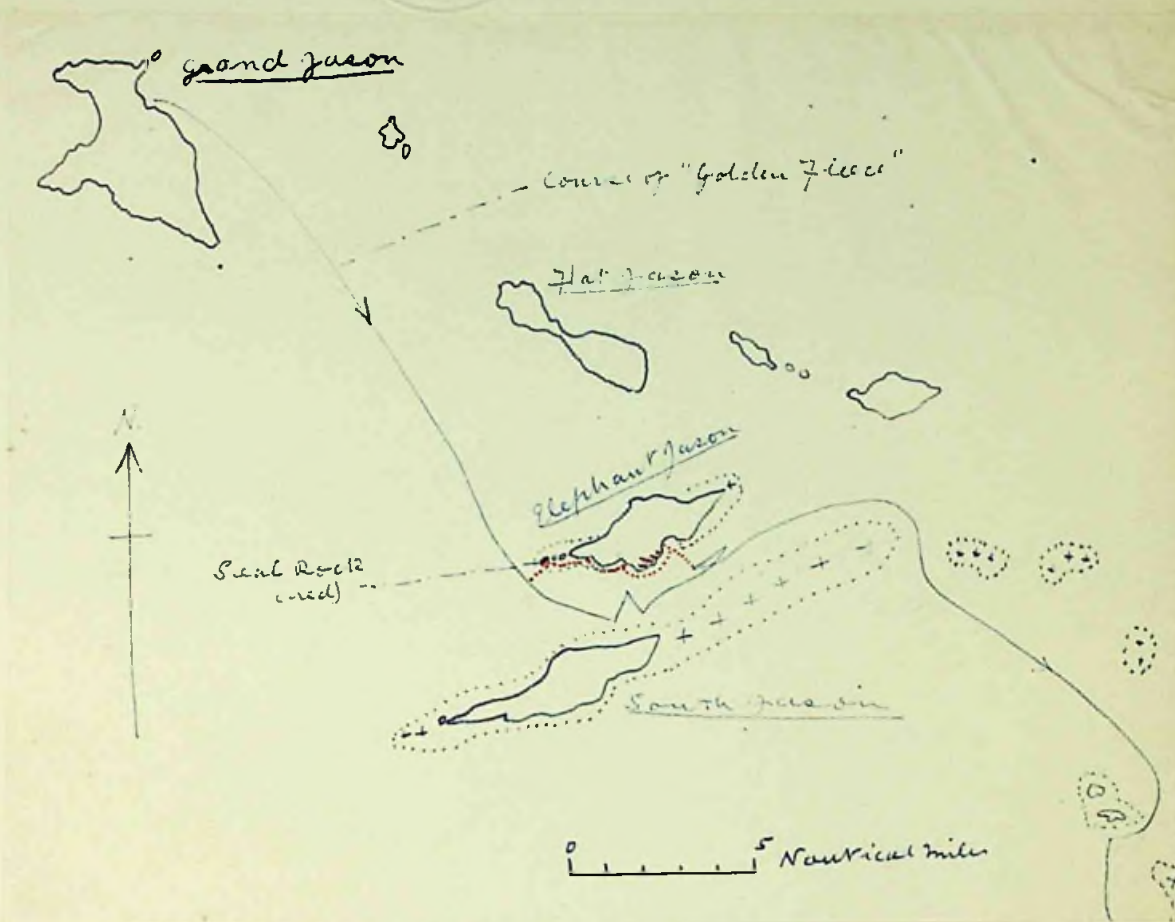 Grand Jason
Course of "Golden Fleece"
Flat Jason
N.
Elephant Jason
Seal Rock
(red)
South Jason
0 5 Nautical miles